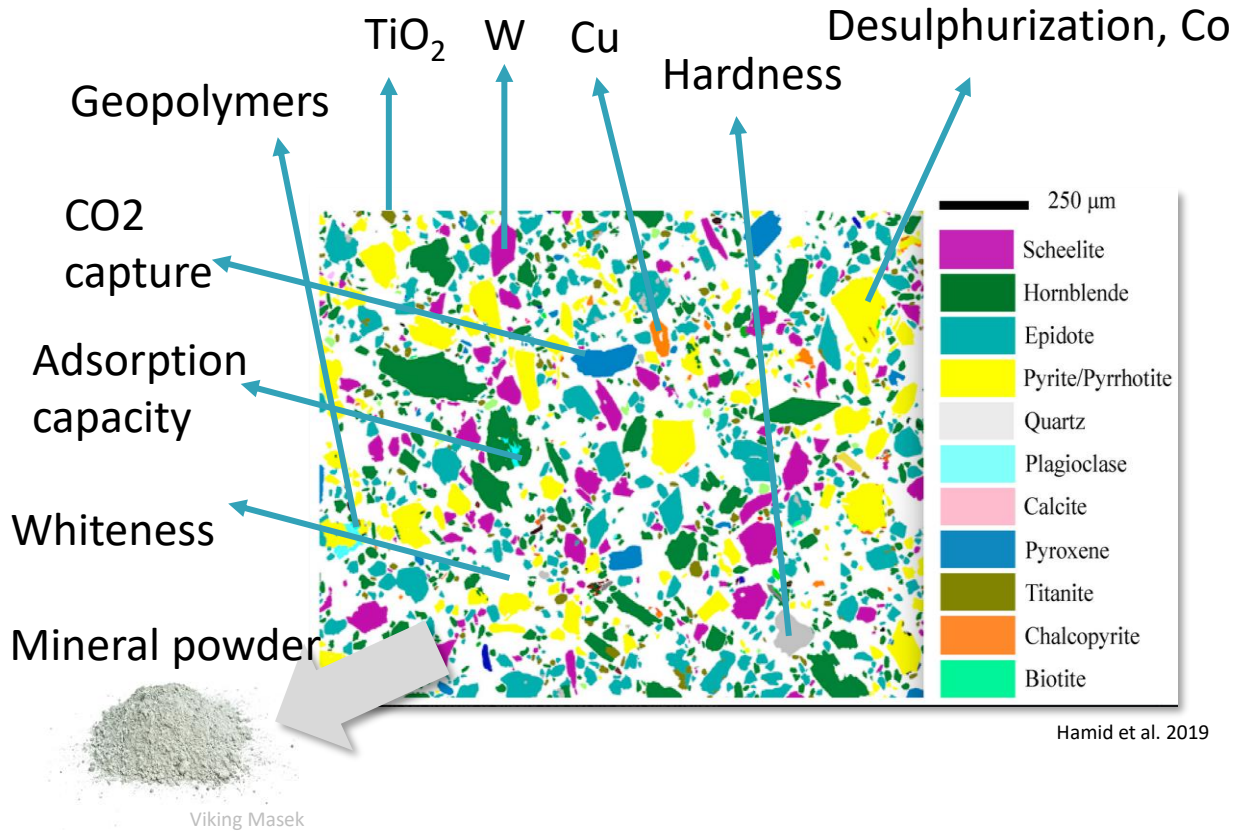 TiO₂
W
Cu
Desulphurization, Co
Hardness
Geopolymers
CO2
capture
Adsorption
capacity
Whiteness
Mineral powder
250 μm
Scheelite
Hornblende
Epidote
Pyrite/Pyrrhotite
Quartz
Plagioclase
Calcite
Pyroxene
Titanite
Chalcopyrite
Biotite
Hamid et al. 2019
Viking Masek